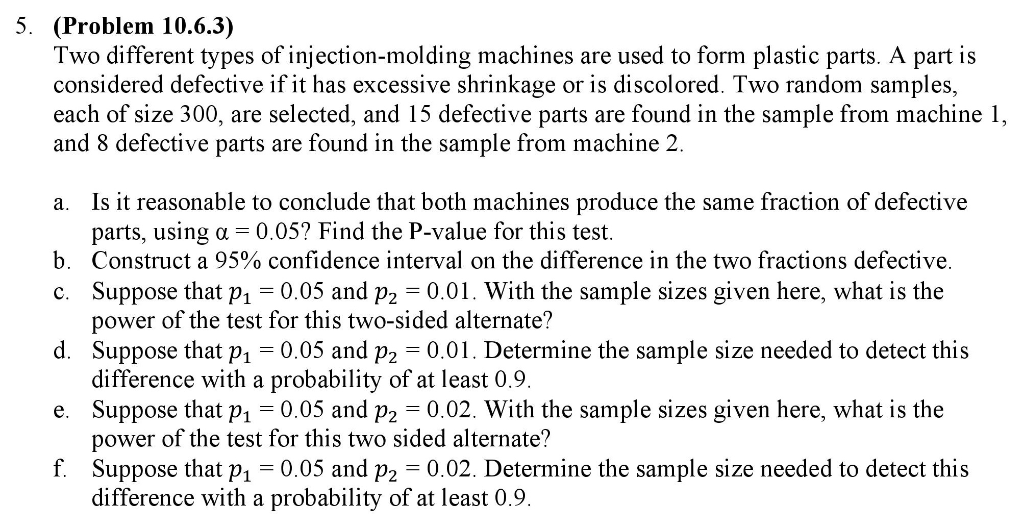 5. (Problem 10.6.3)
Two different types of injection-molding machines are used to form plastic parts. A part is
considered defective if it has excessive shrinkage or is discolored. Two random samples,
each of size 300, are selected, and 15 defective parts are found in the sample from machine 1,
and 8 defective parts are found in the sample from machine 2.
a. Is it reasonable to conclude that both machines produce the same fraction of defective
parts, using α = 0.05? Find the P-value for this test.
b. Construct a 95% confidence interval on the difference in the two fractions defective.
c. Suppose that p₁ = 0.05 and p₂ = 0.01. With the sample sizes given here, what is the
power of the test for this two-sided alternate?
d. Suppose that p₁ = 0.05 and p₂ = 0.01. Determine the sample size needed to detect this
difference with a probability of at least 0.9.
e. Suppose that p₁ = 0.05 and p₂ = 0.02. With the sample sizes given here, what is the
power of the test for this two sided alternate?
f. Suppose that p₁ = 0.05 and p₂ = 0.02. Determine the sample size needed to detect this
difference with a probability of at least 0.9.